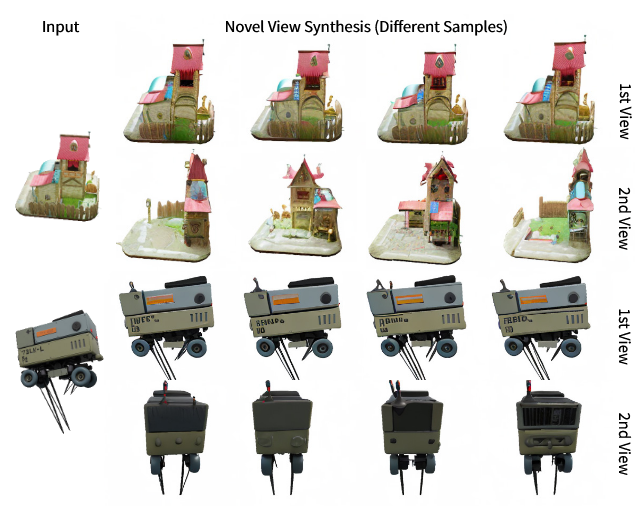 Input
Novel View Synthesis (Different Samples)
1st View
2nd View
1st View
2nd View